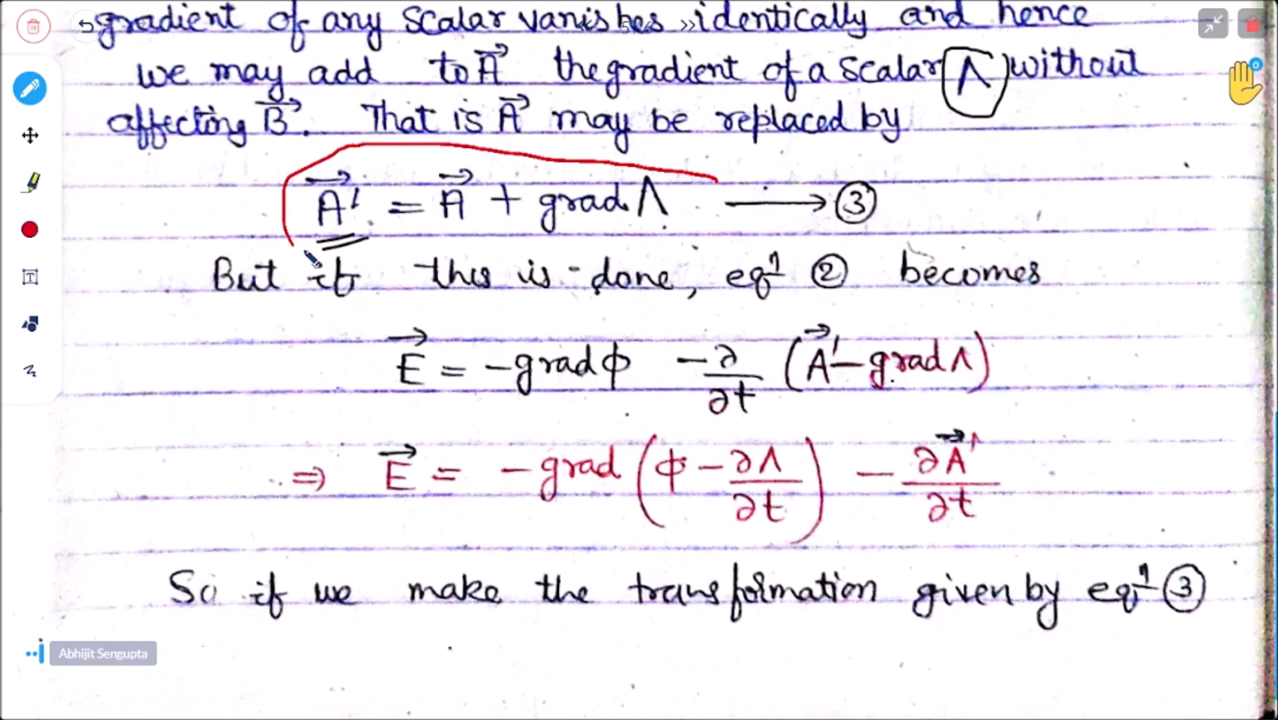 gradient of any scalar vanishes identically and hence
we may add to A⃗ the gradient of a scalar Λ without
affecting B⃗. That is A⃗ may be replaced by
A⃗' = A⃗ + grad Λ ⟶ ③
But if this is done, eqⁿ ② becomes
E⃗ = -grad ϕ -∂/∂t (A⃗' - grad Λ)
⇒ E⃗ = -grad (ϕ - ∂Λ/∂t) - ∂A⃗'/∂t
So if we make the transformation given by eqⁿ ③
Abhijit Sengupta